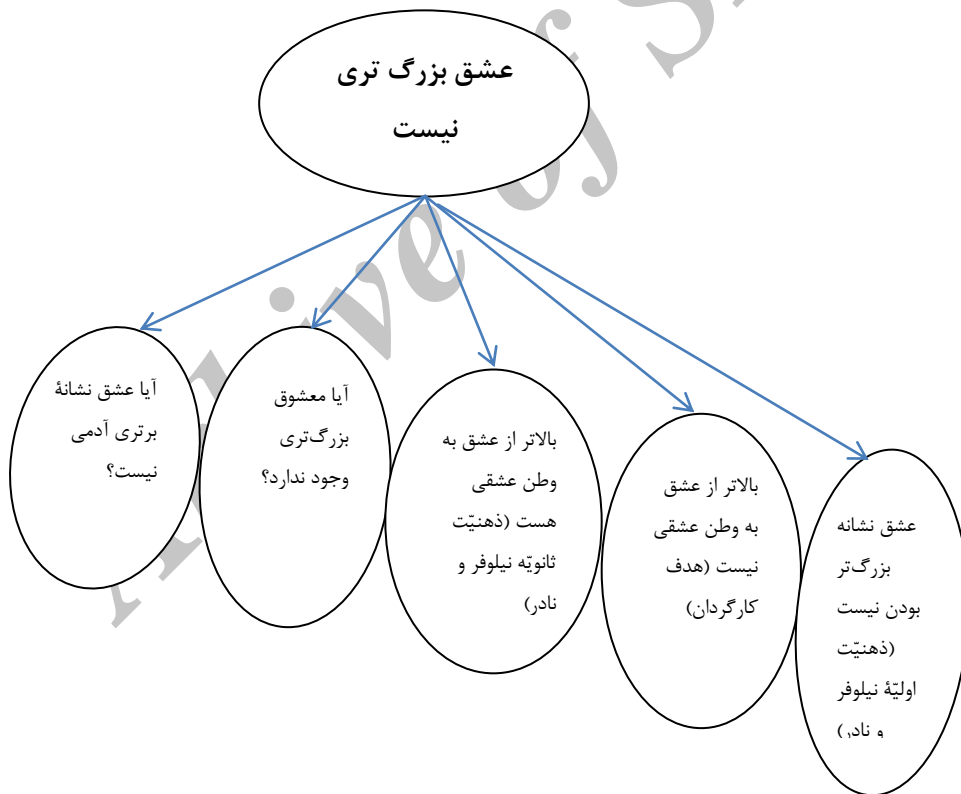 عشق بزرگ تری
نیست
عشق نشانه
بزرگ‌تر
بودن نیست
(ذهنیّت
اولیّۀ نیلوفر
و نادر)
بالاتر از عشق
به وطن عشقی
نیست (هدف
کارگردان)
بالاتر از عشق به
وطن عشقی
هست (ذهنیّت
ثانویّه نیلوفر و
نادر)
آیا معشوق
بزرگ‌تری
وجود ندارد؟
آیا عشق نشانۀ
برتری آدمی
نیست؟